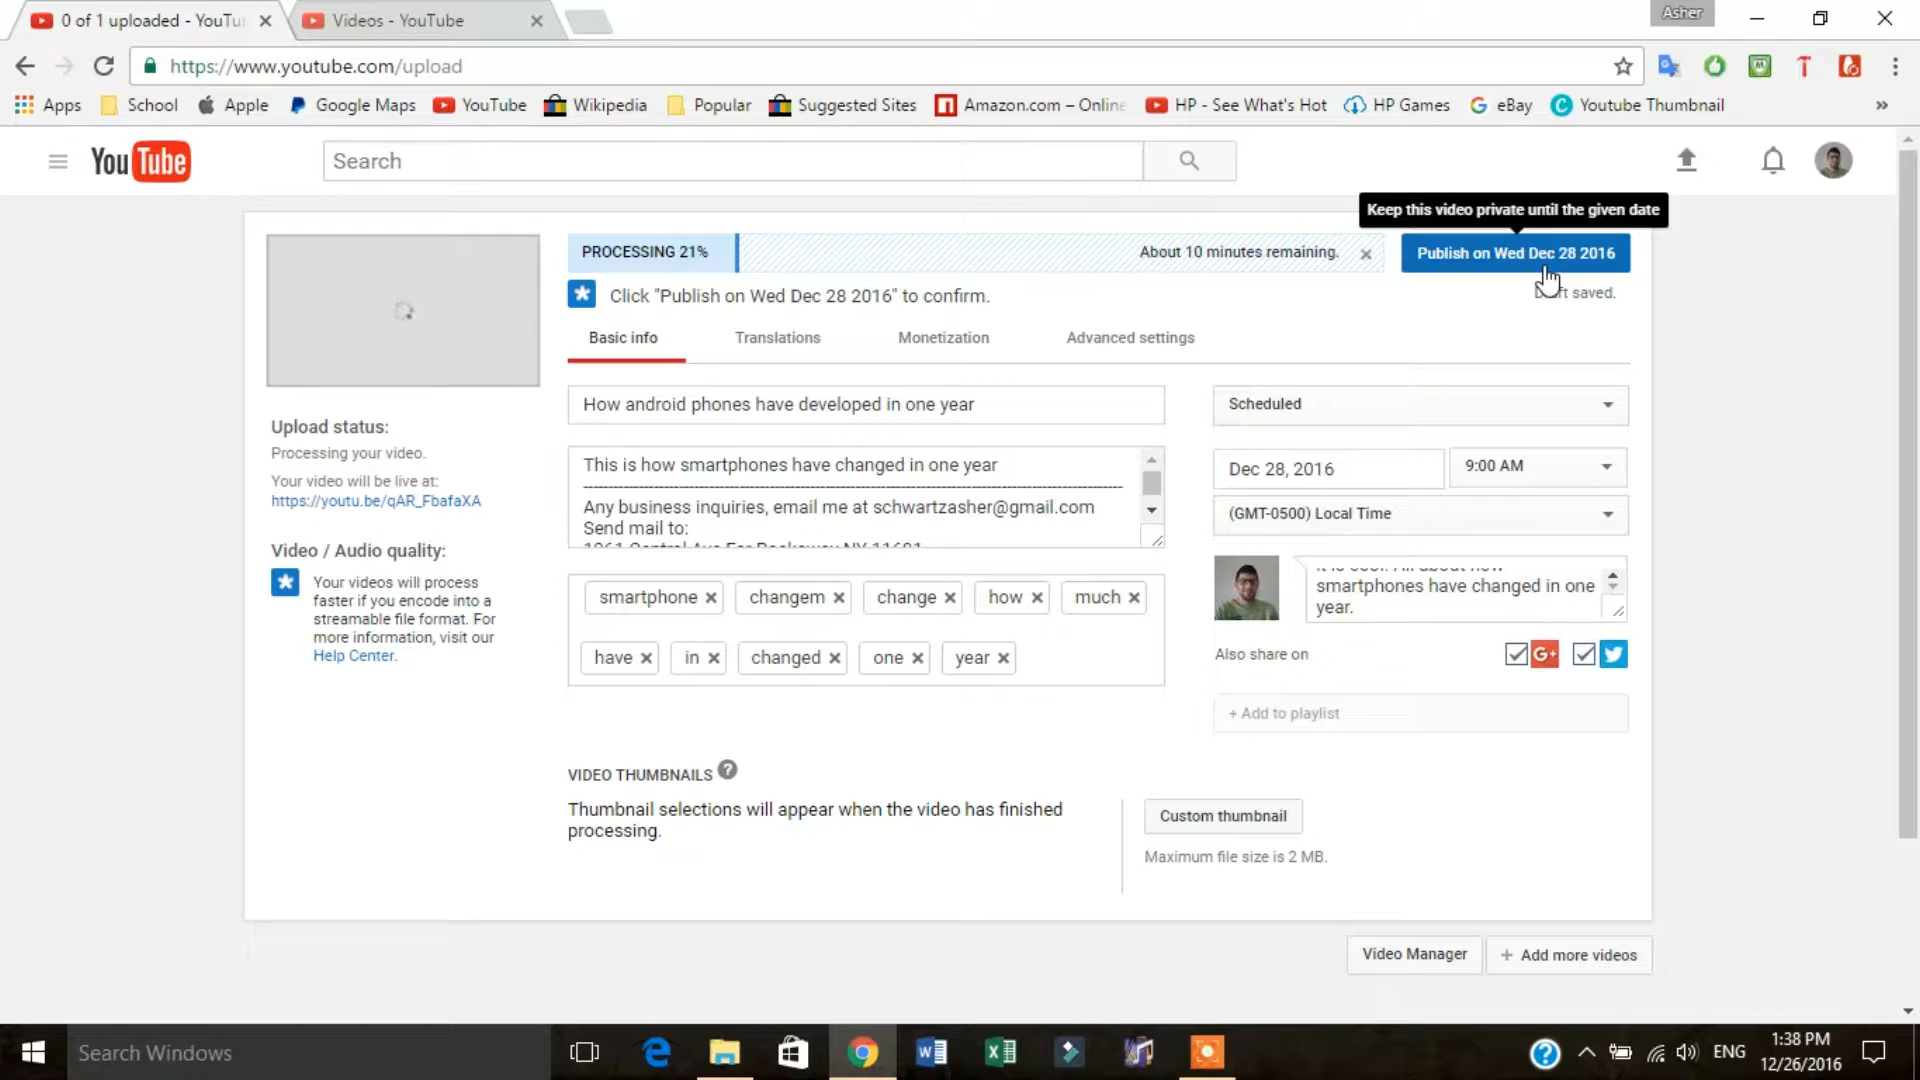 0 of 1 uploaded - YouTu
Videos - YouTube
Asher
https://www.youtube.com/upload
Apps
School
Apple
Google Maps
YouTube
Wikipedia
Popular
Suggested Sites
Amazon.com – Online
HP - See What's Hot
HP Games
eBay
Youtube Thumbnail
YouTube
Search
Keep this video private until the given date
PROCESSING 21%
About 10 minutes remaining.
Publish on Wed Dec 28 2016
Click "Publish on Wed Dec 28 2016" to confirm.
saved.
Basic info
Translations
Monetization
Advanced settings
How android phones have developed in one year
Scheduled
This is how smartphones have changed in one year
Any business inquiries, email me at schwartzasher@gmail.com
Send mail to:
Dec 28, 2016
9:00 AM
(GMT-0500) Local Time
Upload status:
Processing your video.
Your video will be live at:
https://youtu.be/qAR_FbafaXA
Video / Audio quality:
Your videos will process
faster if you encode into a
streamable file format. For
more information, visit our
Help Center.
smartphone
changem
change
how
much
have
in
changed
one
year
smartphones have changed in one
year.
Also share on
G+
+ Add to playlist
VIDEO THUMBNAILS ?
Thumbnail selections will appear when the video has finished
processing.
Custom thumbnail
Maximum file size is 2 MB.
Video Manager
+ Add more videos
Search Windows
ENG
1:38 PM
12/26/2016